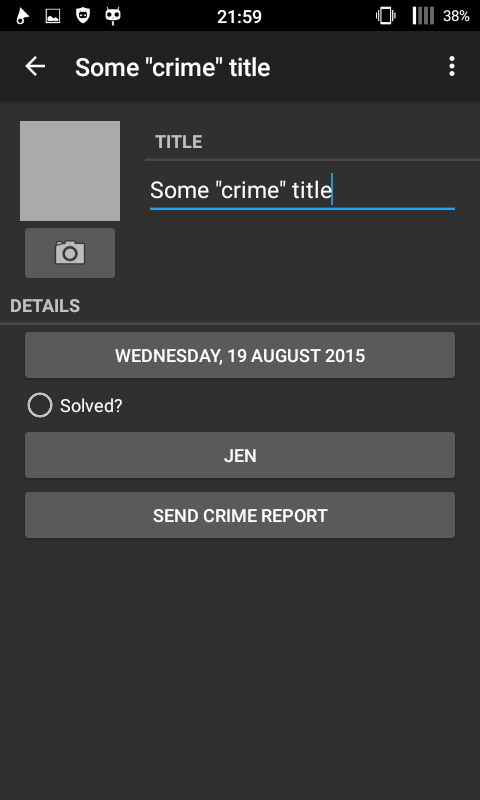 21:59
38%
Some "crime" title
TITLE
Some "crime" title
DETAILS
WEDNESDAY, 19 AUGUST 2015
Solved?
JEN
SEND CRIME REPORT